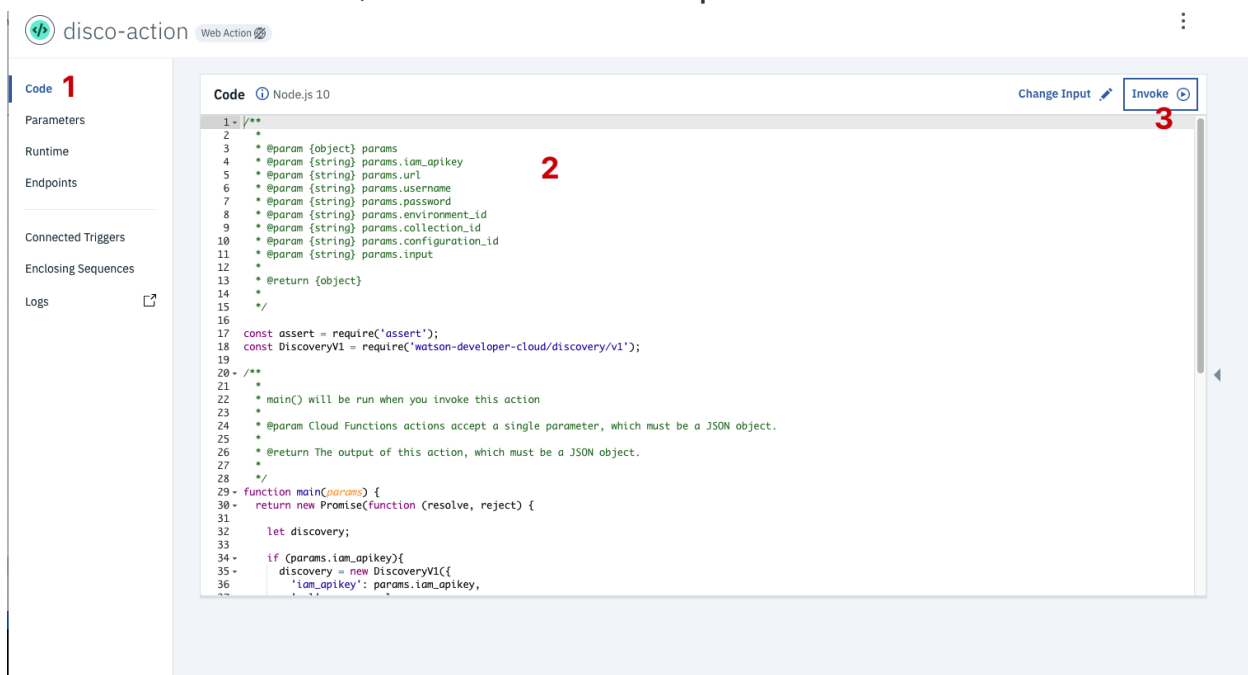 disco-action Web Action
Code 1
Parameters
Runtime
Endpoints
Connected Triggers
Enclosing Sequences
Logs
Code Node.js 10 Change Input Invoke
3
2
1 /**
2 *
3 * @param {object} params
4 * @param {string} params.iam_apikey
5 * @param {string} params.url
6 * @param {string} params.username
7 * @param {string} params.password
8 * @param {string} params.environment_id
9 * @param {string} params.collection_id
10 * @param {string} params.configuration_id
11 * @param {string} params.input
12 *
13 * @return {object}
14 *
15 */
16
17 const assert = require('assert');
18 const DiscoveryV1 = require('watson-developer-cloud/discovery/v1');
19
20 /**
21 *
22 * main() will be run when you invoke this action
23 *
24 * @param Cloud Functions actions accept a single parameter, which must be a JSON object.
25 *
26 * @return The output of this action, which must be a JSON object.
27 *
28 */
29 function main(params) {
30 return new Promise(function (resolve, reject) {
31
32 let discovery;
33
34 if (params.iam_apikey){
35 discovery = new DiscoveryV1({
36 'iam_apikey': params.iam_apikey,